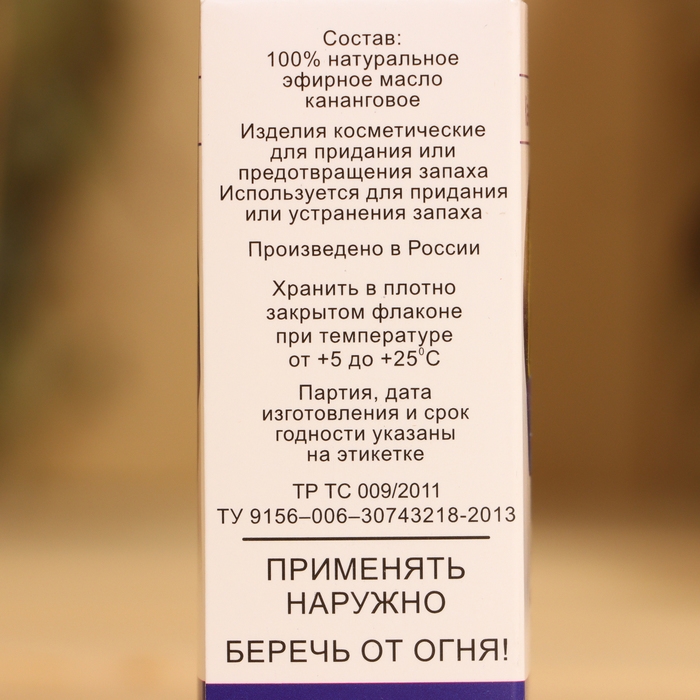 Состав:
100% натуральное
эфирное масло
кананговое
Изделия косметические
для придания или
предотвращения запаха
Используется для придания
или устранения запаха
Произведено в России
Хранить в плотно
закрытом флаконе
при температуре
от +5 до +25⁰С
Партия, дата
изготовления и срок
годности указаны
на этикетке
ТР ТС 009/2011
ТУ 9156–006–30743218-2013
ПРИМЕНЯТЬ
НАРУЖНО
БЕРЕЧЬ ОТ ОГНЯ!